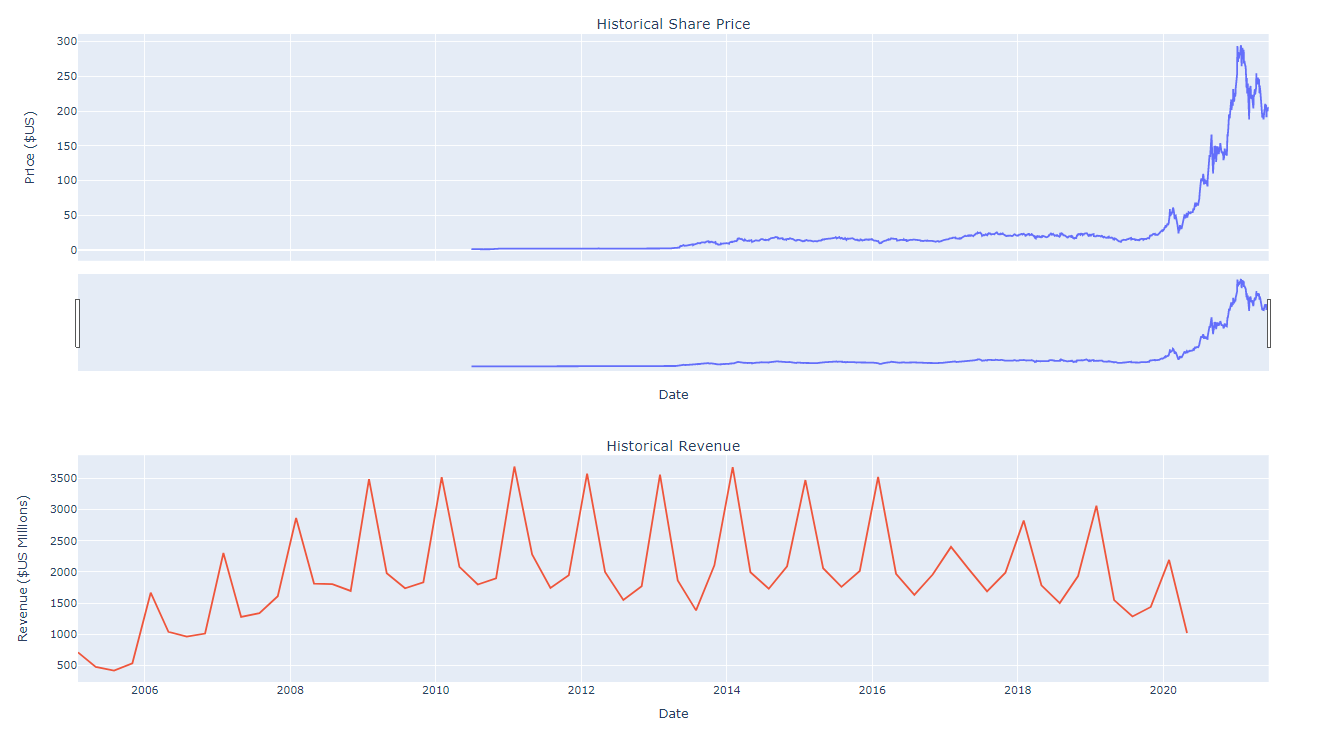 Historical Share Price
Price ($US)
300
250
200
150
100
50
0
Date
Historical Revenue
Revenue ($US Millions)
3500
3000
2500
2000
1500
1000
500
2006 2008 2010 2012 2014 2016 2018 2020
Date